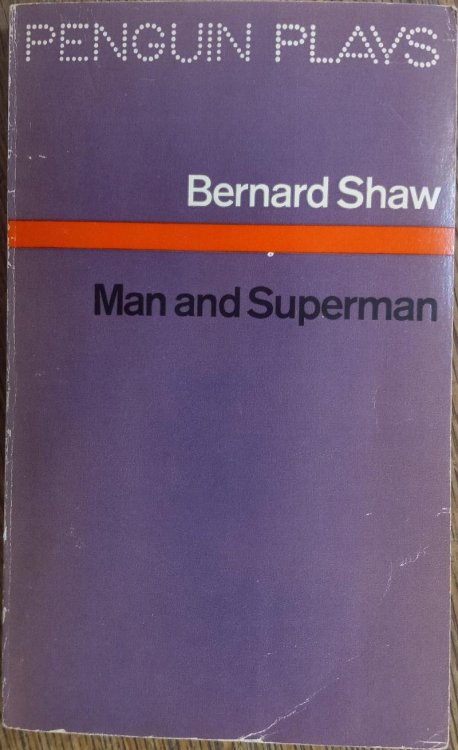 PENGUIN PLAYS
Bernard Shaw
Man and Superman